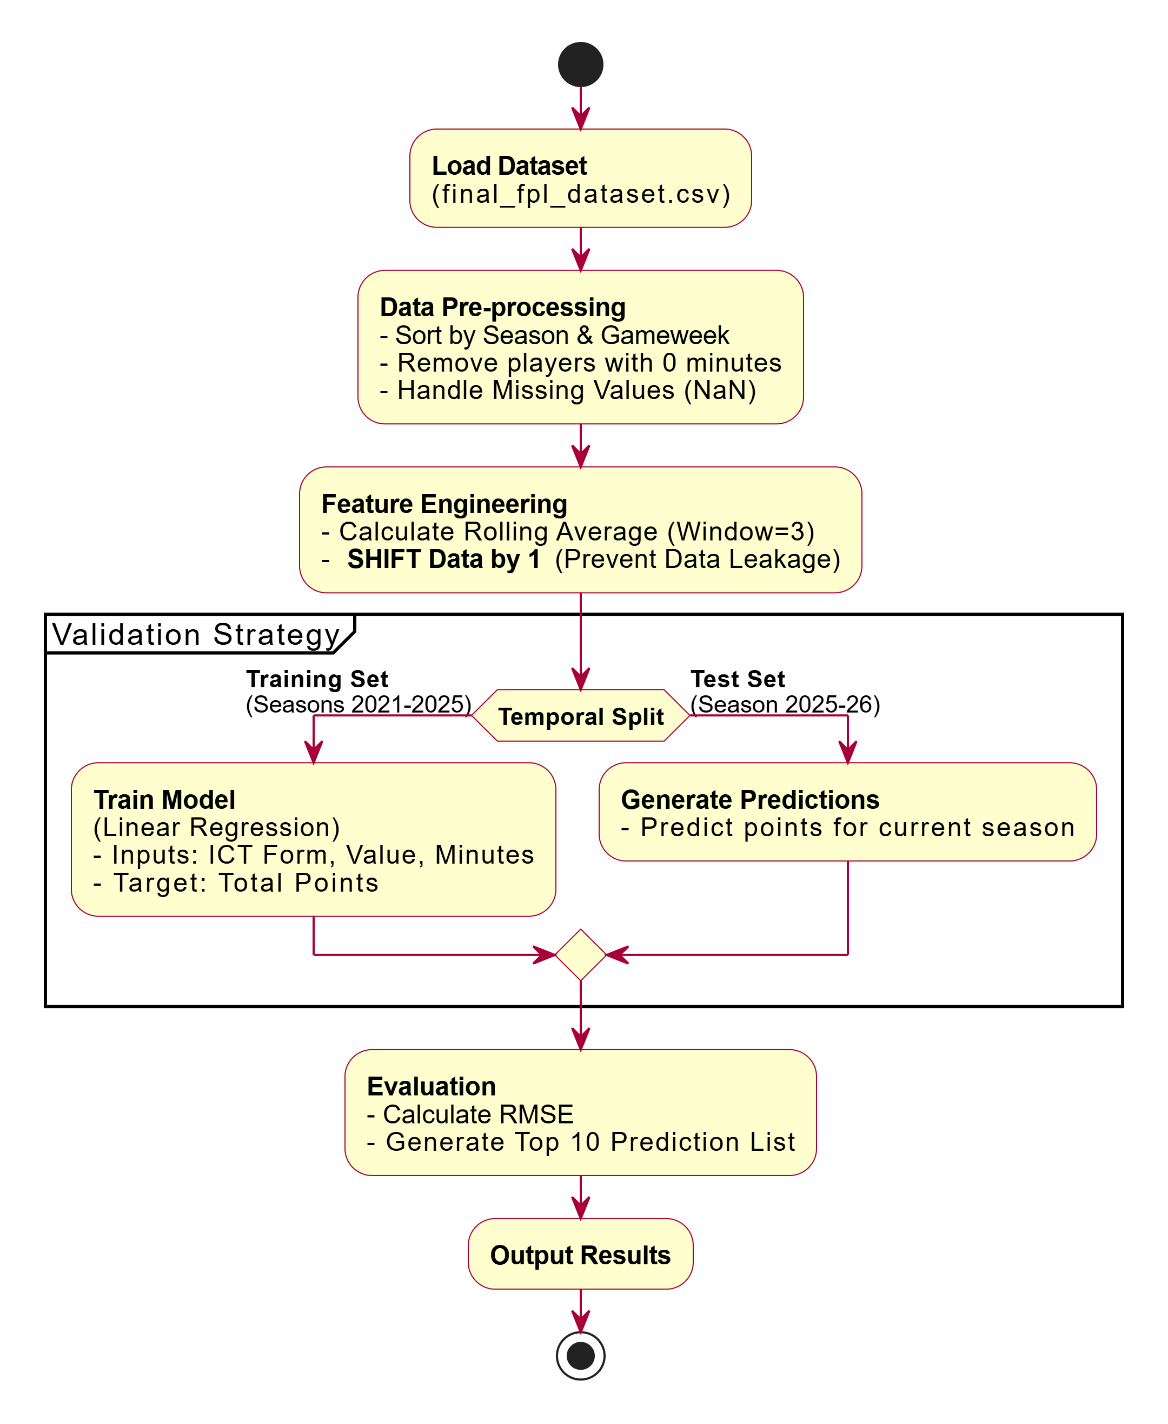 Load Dataset
(final_fpl_dataset.csv)
Data Pre-processing
- Sort by Season & Gameweek
- Remove players with 0 minutes
- Handle Missing Values (NaN)
Feature Engineering
- Calculate Rolling Average (Window=3)
- SHIFT Data by 1 (Prevent Data Leakage)
Validation Strategy
Training Set
(Seasons 2021-2025)
Temporal Split
Test Set
(Season 2025-26)
Train Model
(Linear Regression)
- Inputs: ICT Form, Value, Minutes
- Target: Total Points
Generate Predictions
- Predict points for current season
Evaluation
- Calculate RMSE
- Generate Top 10 Prediction List
Output Results